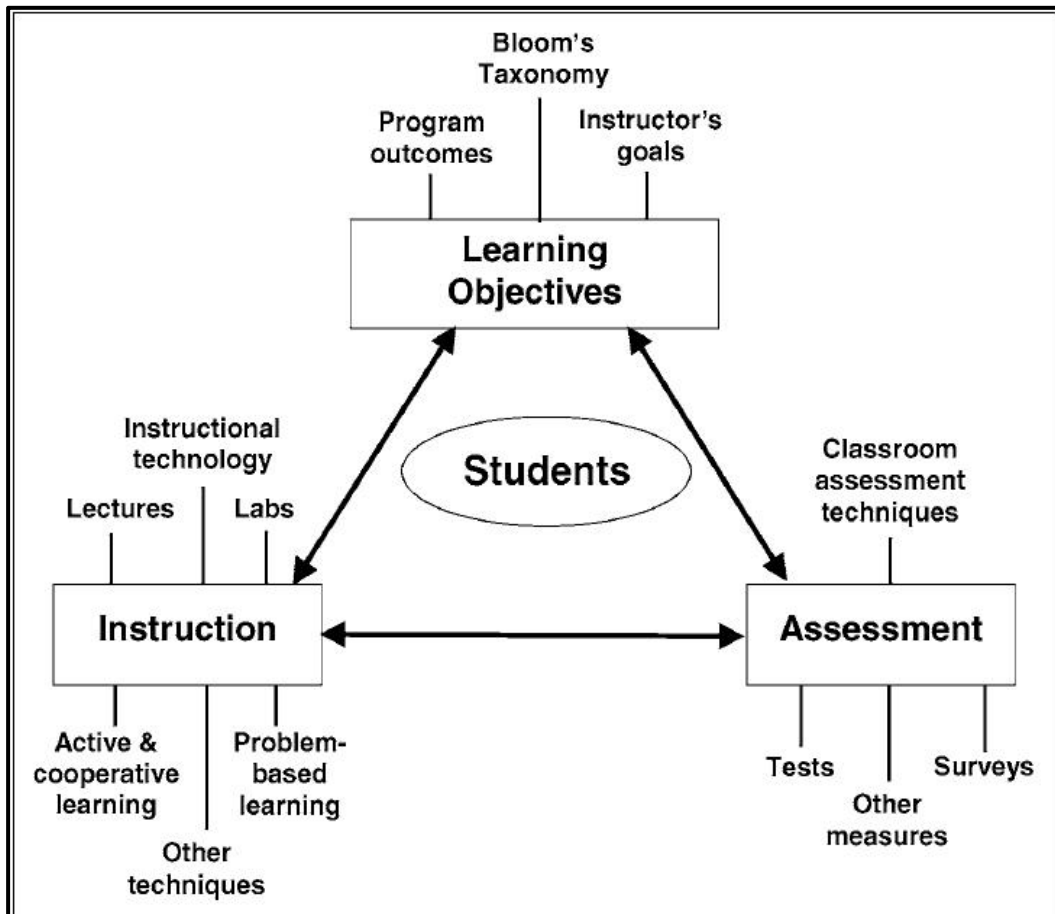 Bloom's
Taxonomy
Program
outcomes
Instructor's
goals
Learning
Objectives
Students
Instructional
technology
Lectures
Labs
Instruction
Active &
cooperative
learning
Other
techniques
Problem-
based
learning
Classroom
assessment
techniques
Assessment
Tests
Other
measures
Surveys